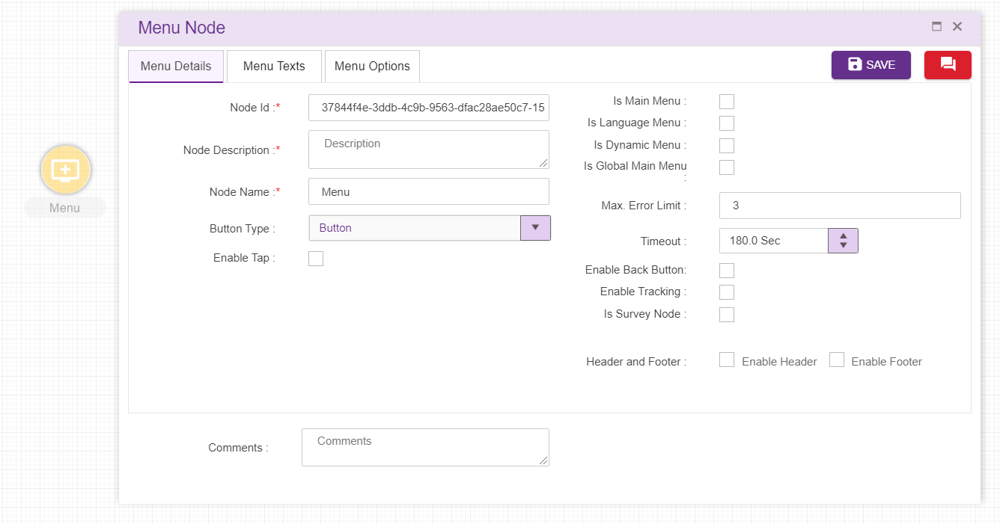 Menu Node
Menu Details
Menu Texts
Menu Options
SAVE
Node Id :*
37844f4e-3ddb-4c9b-9563-dfac28ae50c7-15
Node Description :*
Description
Node Name :*
Menu
Button Type :
Button
Enable Tap :
Is Main Menu :
Is Language Menu :
Is Dynamic Menu :
Is Global Main Menu
:
Max. Error Limit :
3
Timeout :
180.0 Sec
Enable Back Button:
Enable Tracking :
Is Survey Node :
Header and Footer :
Enable Header
Enable Footer
Comments :
Comments
Menu